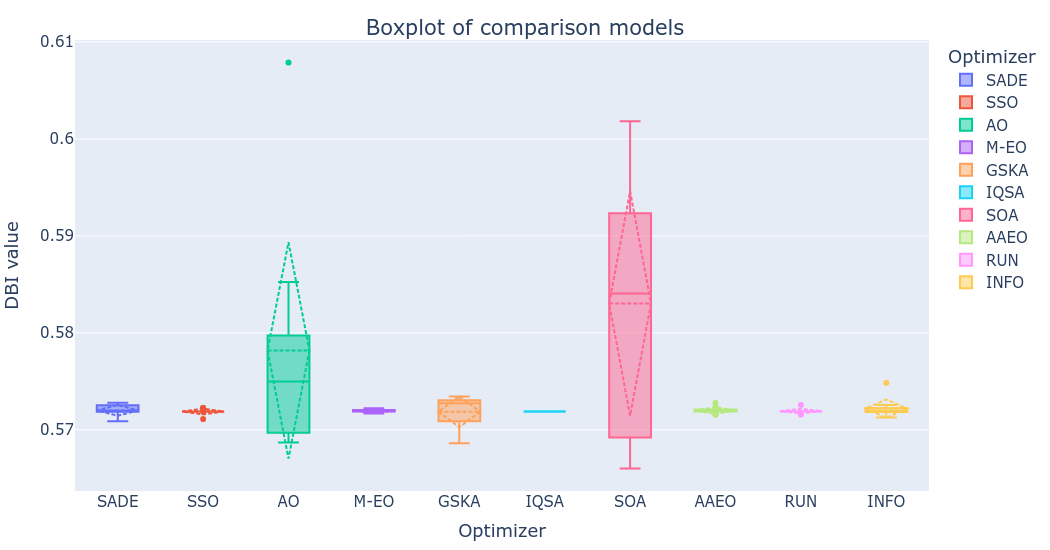 Boxplot of comparison models
0.61
0.6
0.59
0.58
0.57
DBI value
SADE
SSO
AO
M-EO
GSKA
IQSA
SOA
AAEO
RUN
INFO
Optimizer
Optimizer
SADE
SSO
AO
M-EO
GSKA
IQSA
SOA
AAEO
RUN
INFO